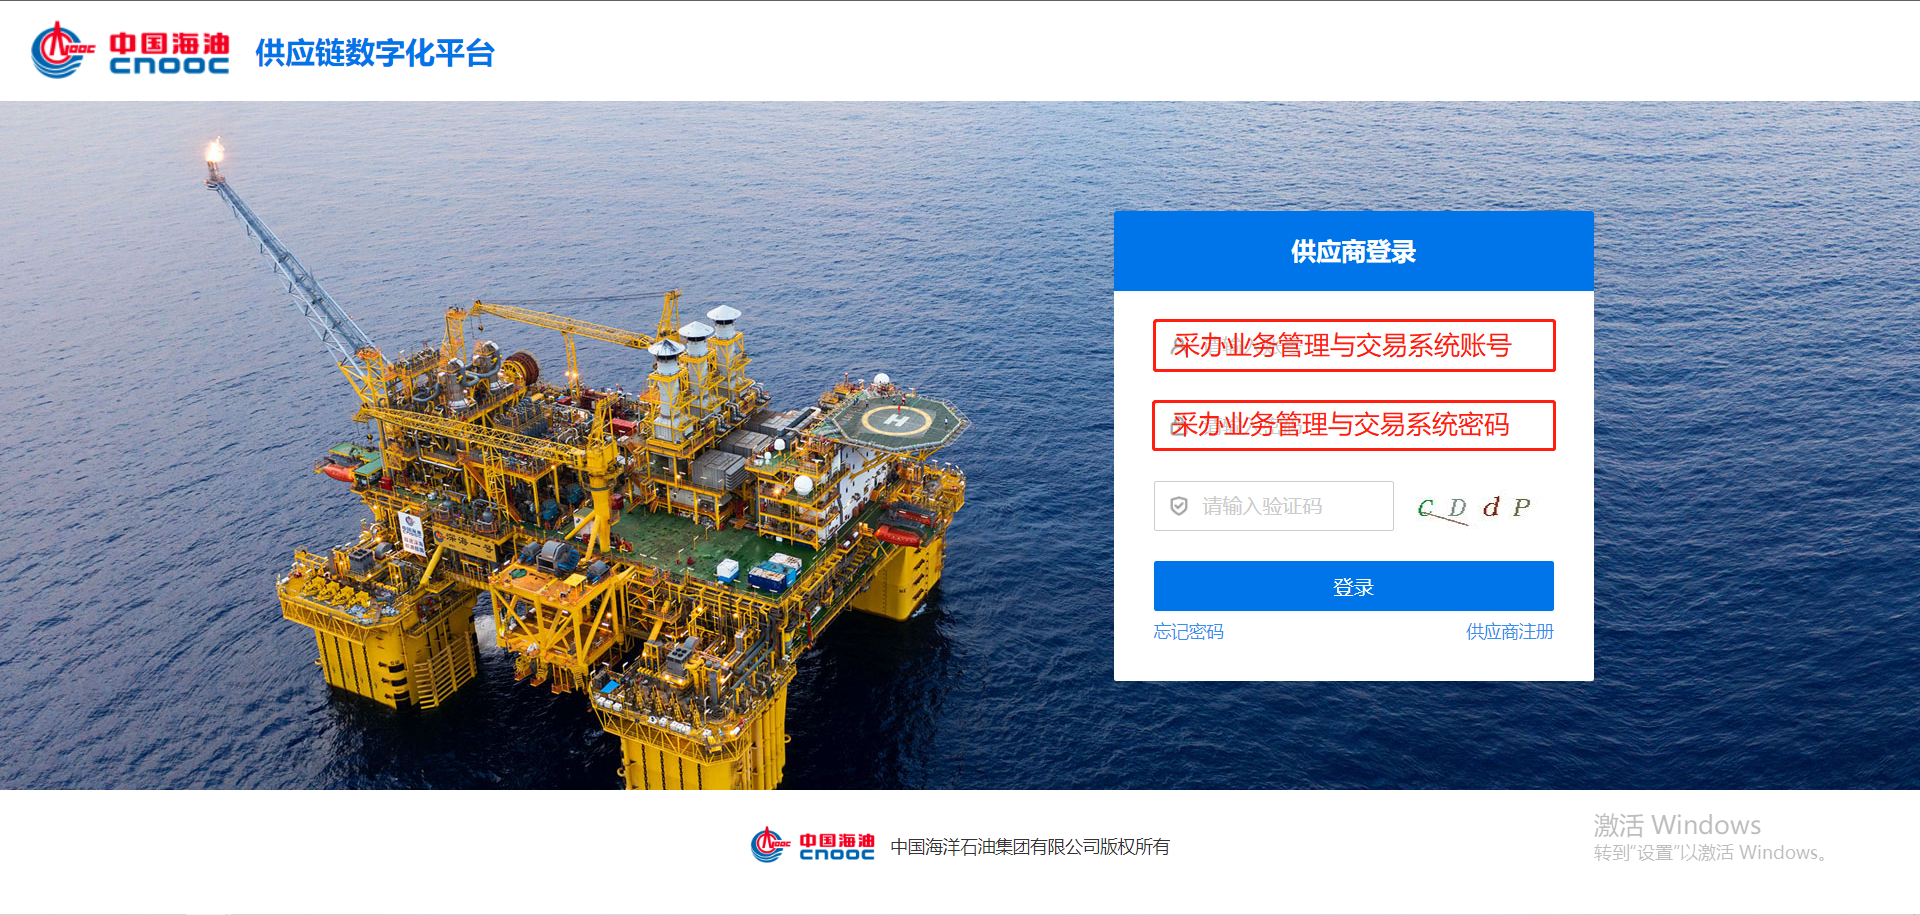 中国海油
CNOOC
供应链数字化平台
供应商登录
采办业务管理与交易系统账号
采办业务管理与交易系统密码
请输入验证码
C D d P
登录
忘记密码
供应商注册
深海一号
中国海油
CNOOC
中国海洋石油集团有限公司版权所有
激活 Windows
转到"设置"以激活 Windows。